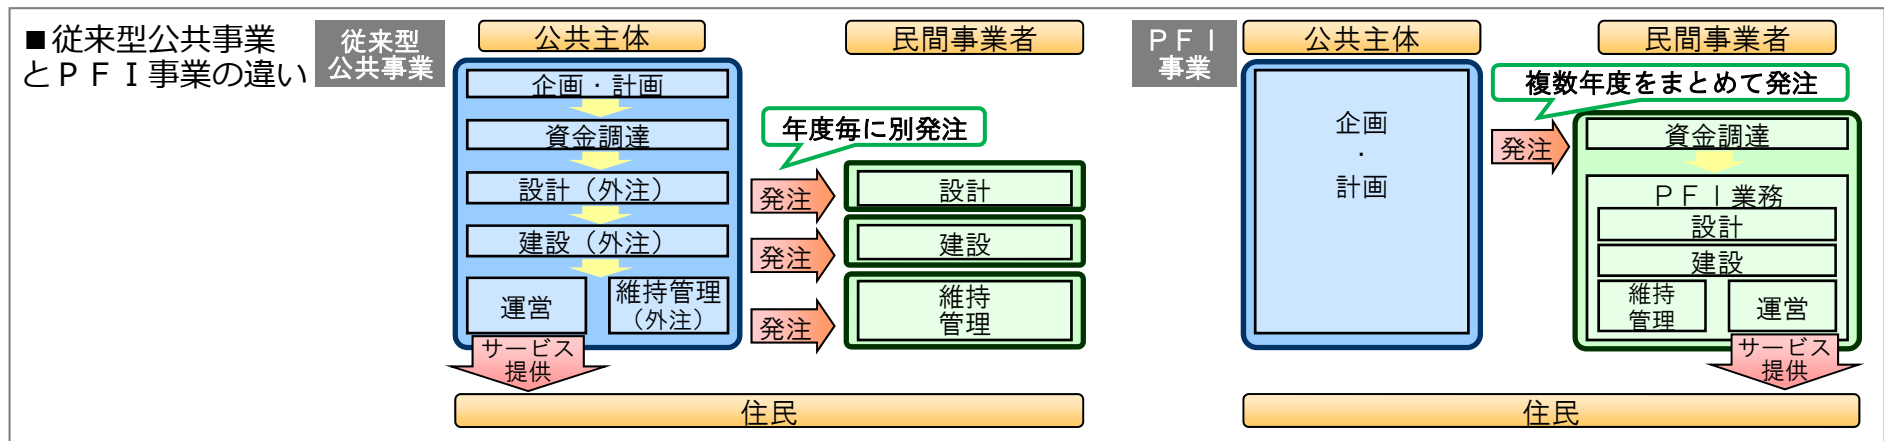 ■従来型公共事業
とＰＦＩ事業の違い
従来型
公共事業
公共主体
民間事業者
企画・計画
資金調達
設計（外注）
建設（外注）
運営
維持管理
（外注）
サービス
提供
年度毎に別発注
発注
設計
発注
建設
発注
維持
管理
住民
ＰＦＩ
事業
公共主体
民間事業者
企画
・
計画
複数年度をまとめて発注
発注
資金調達
ＰＦＩ業務
設計
建設
維持
管理
運営
サービス
提供
住民